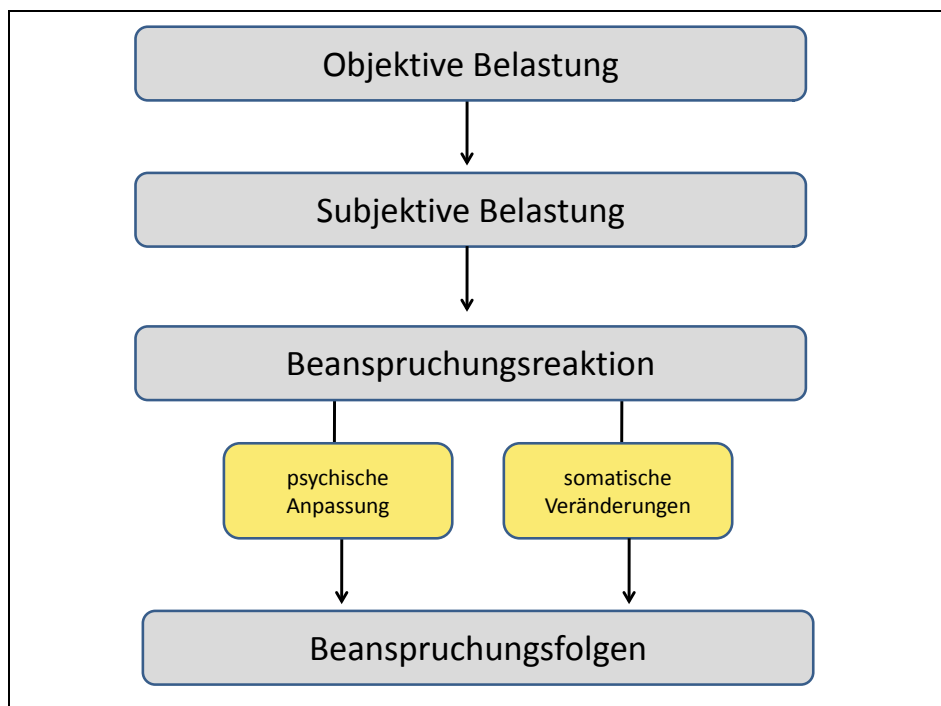 Objektive Belastung
Subjektive Belastung
Beanspruchungsreaktion
psychische
Anpassung
somatische
Veränderungen
Beanspruchungsfolgen